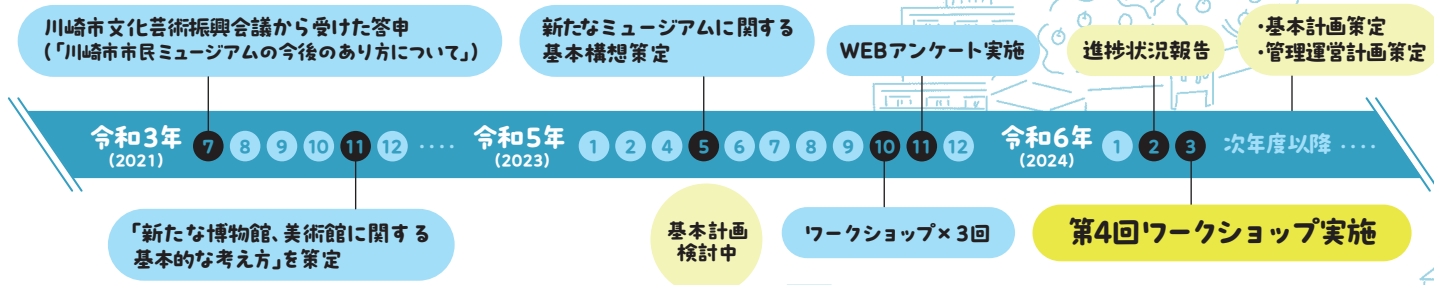 川崎市文化芸術振興会議から受けた答申
(「川崎市市民ミュージアムの今後のあり方について」)
新たなミュージアムに関する
基本構想策定
WEBアンケート実施
進捗状況報告
・基本計画策定
・管理運営計画策定
令和3年
(2021)
7 8 9 10 11 12 ‥‥
令和5年
(2023)
1 2 4 5 6 7 8 9 10 11 12
令和6年
(2024)
1 2 3 次年度以降 ‥‥
「新たな博物館、美術館に関する
基本的な考え方」を策定
基本計画
検討中
ワークショップ×3回
第4回ワークショップ実施